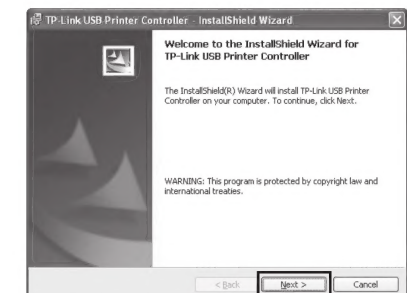 TP-Link USB Printer Controller - InstallShield Wizard
Welcome to the InstallShield Wizard for
TP-Link USB Printer Controller
The InstallShield(R) Wizard will install TP-Link USB Printer
Controller on your computer. To continue, click Next.
WARNING: This program is protected by copyright law and
international treaties.
< Back Next > Cancel